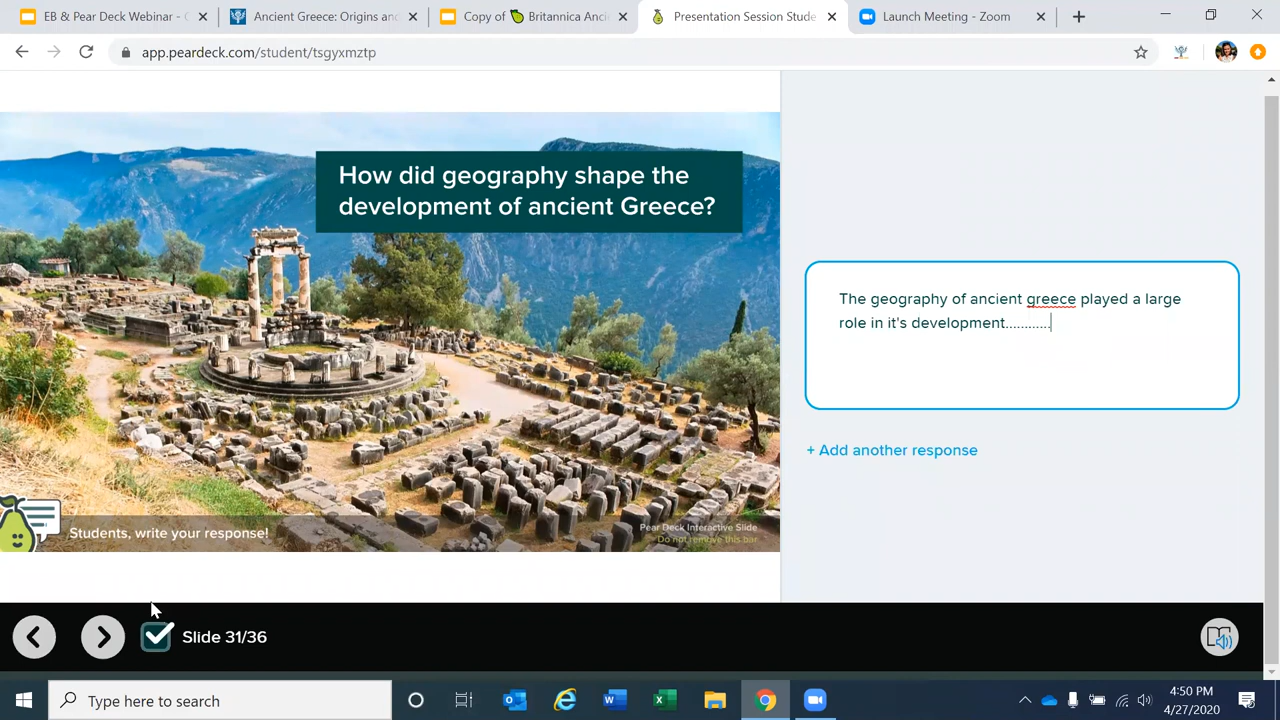 EB & Pear Deck Webinar -
Ancient Greece: Origins an
Copy of
Britannica Anci
Presentation Session Stude
Launch Meeting - Zoom
app.peardeck.com/student/tsgyxmztp
How did geography shape the
development of ancient Greece?
Students, write your response!
Pear Deck Interactive Slide
Do not remove this bar
The geography of ancient greece played a large
role in it's development............
+ Add another response
Slide 31/36
Type here to search
4:50 PM
4/27/2020